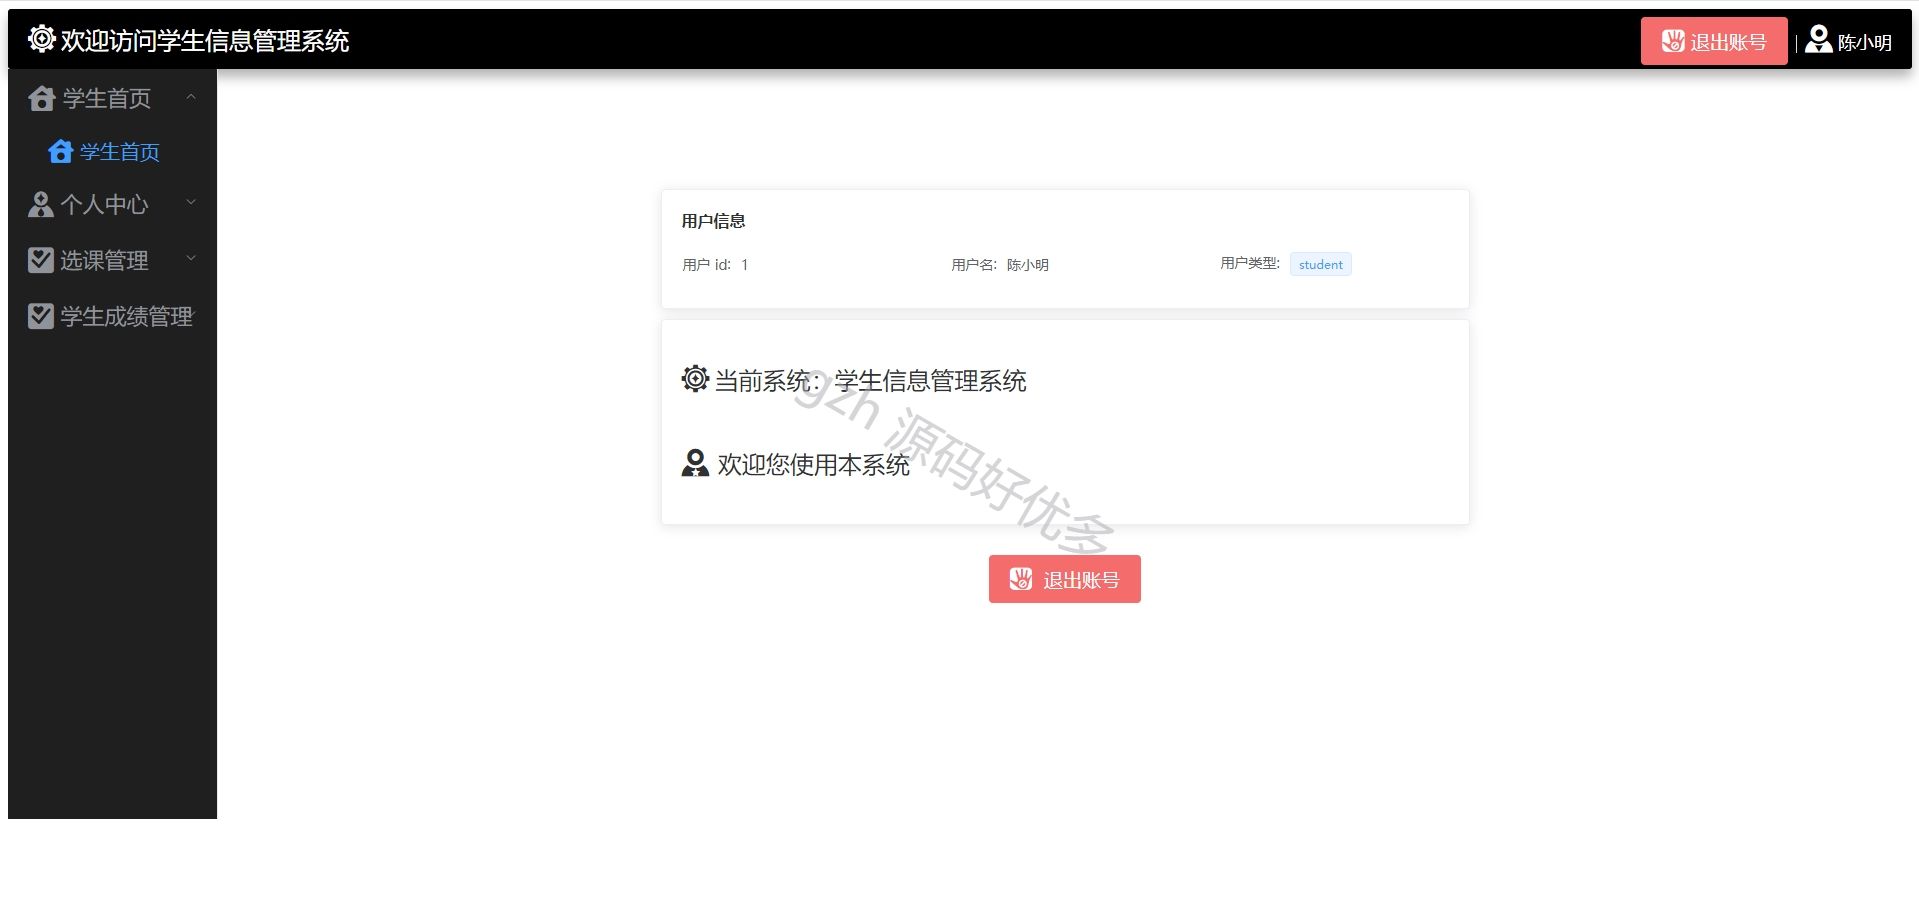 欢迎访问学生信息管理系统
退出账号 | 陈小明
学生首页
学生首页
个人中心
选课管理
学生成绩管理
用户信息
用户 id: 1 用户名: 陈小明 用户类型: student
当前系统：学生信息管理系统
欢迎您使用本系统
gzh 源码好优多
退出账号